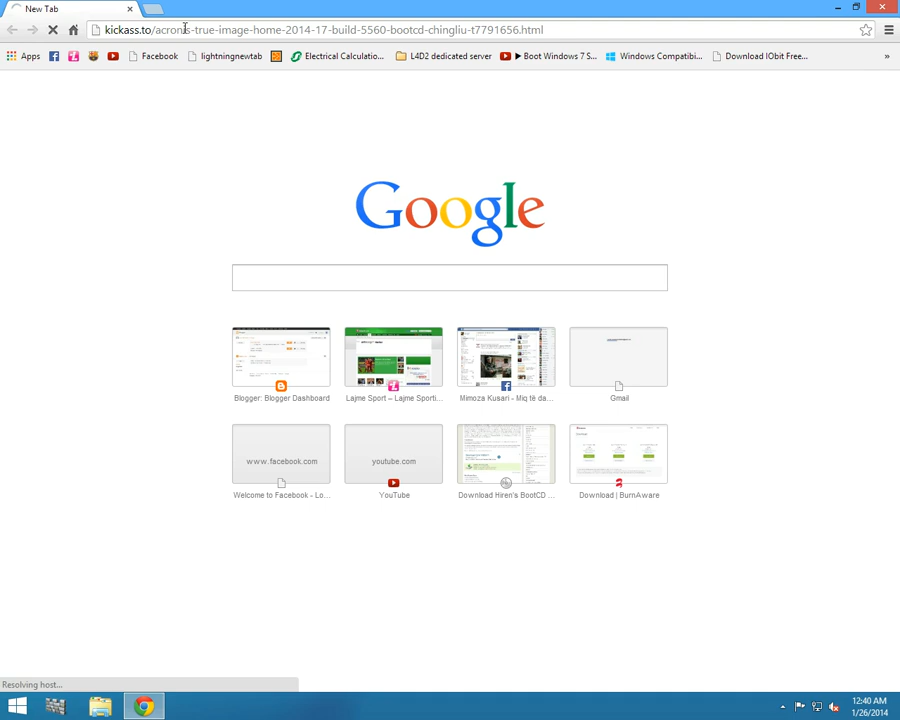 New Tab
kickass.to/acronis-true-image-home-2014-17-build-5560-bootcd-chingliu-t7791656.html
Apps Facebook lightningnewtab Electrical Calculatio... L4D2 dedicated server ▶ Boot Windows 7 S... Windows Compatibi... Download IObit Free... »
Google
Blogger: Blogger Dashboard Lajme Sport – Lajme Sporti... Mimoza Kusari - Miq të da... Gmail
www.facebook.com youtube.com
Welcome to Facebook - Lo... YouTube Download Hiren's BootCD ... Download | BurnAware
Resolving host...
12:40 AM
1/26/2014